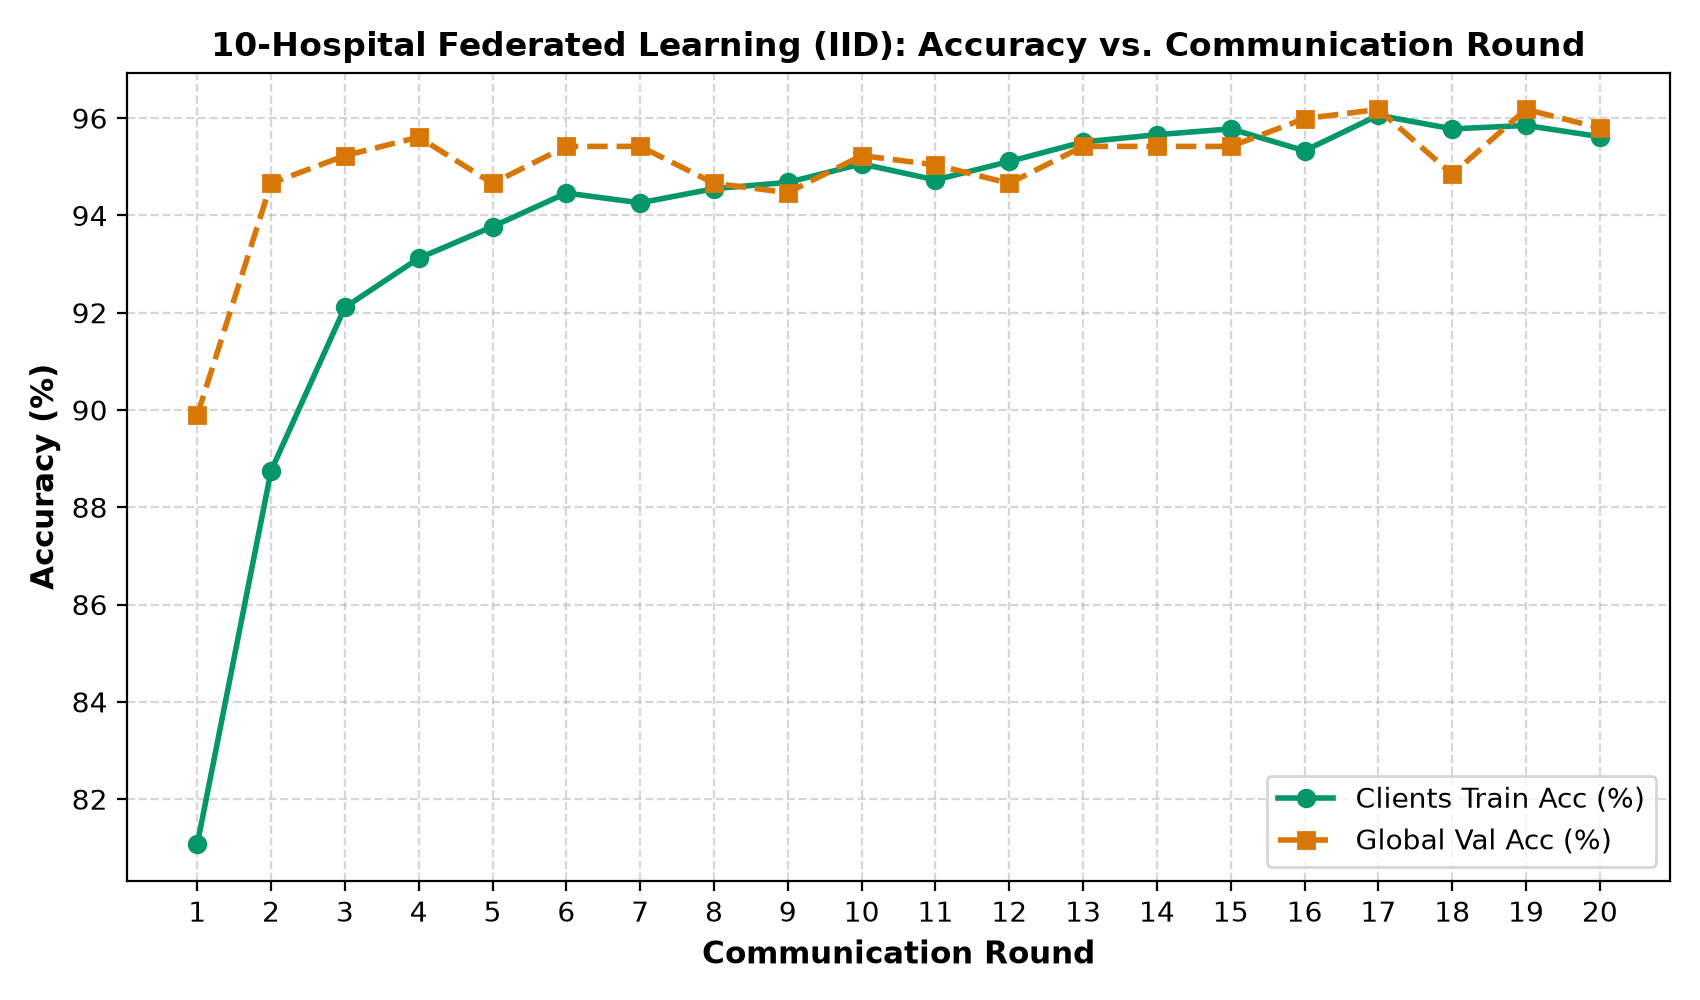 10-Hospital Federated Learning (IID): Accuracy vs. Communication Round
Accuracy (%)
96
94
92
90
88
86
84
82
Clients Train Acc (%)
Global Val Acc (%)
1 2 3 4 5 6 7 8 9 10 11 12 13 14 15 16 17 18 19 20
Communication Round